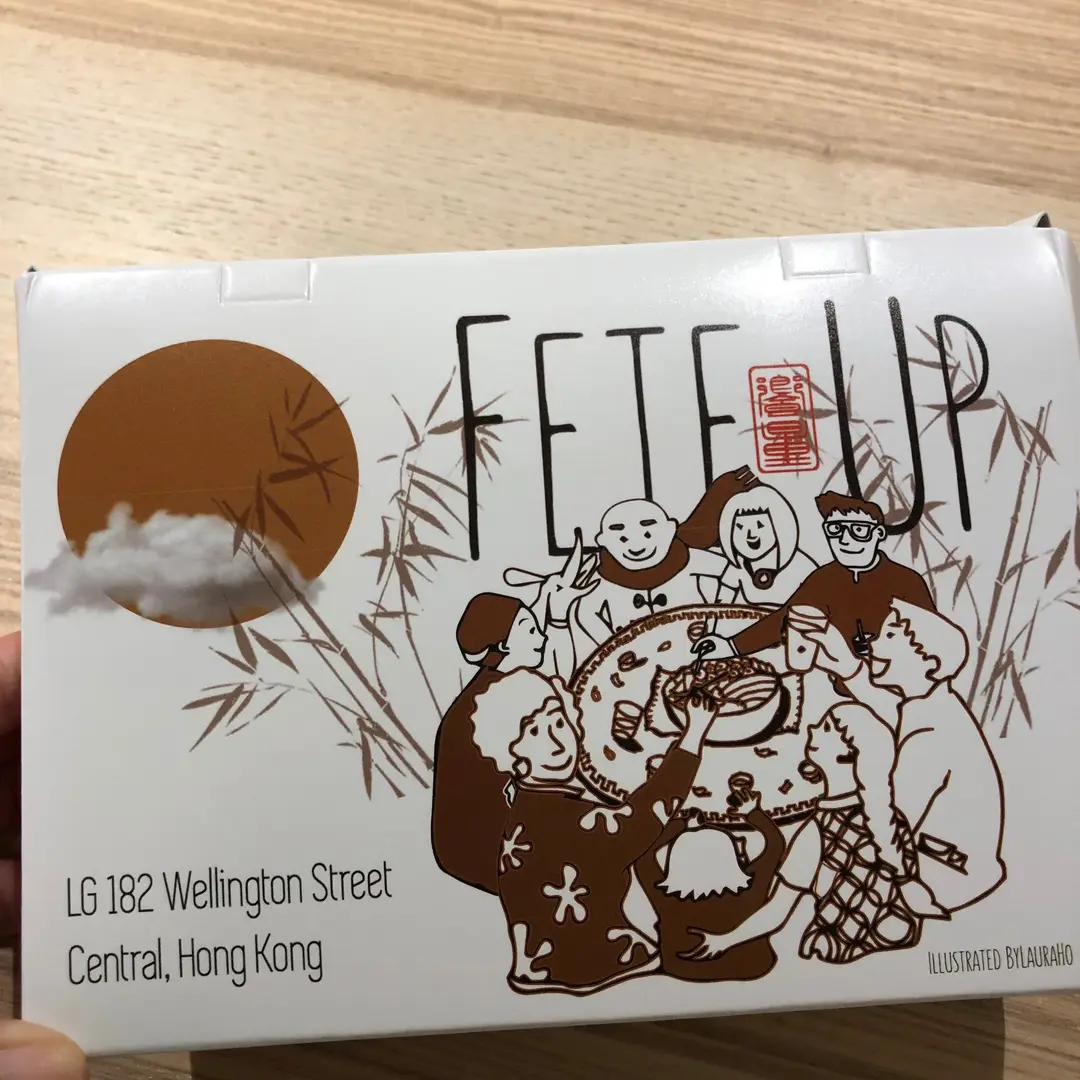 FETE UP
LG 182 Wellington Street
Central, Hong Kong
ILLUSTRATED BYLAURAHO